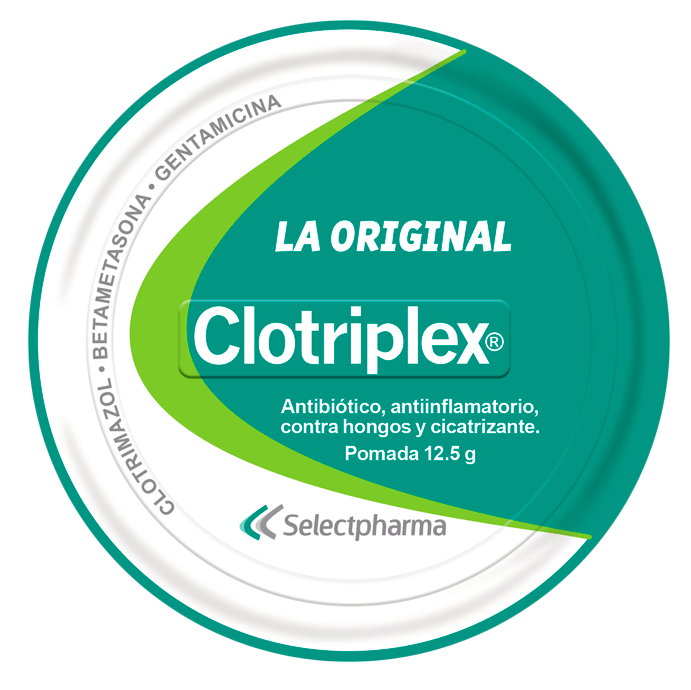 CLOTRIMAZOL • BETAMETASONA • GENTAMICINA
LA ORIGINAL
Clotriplex®
Antibiótico, antiinflamatorio,
contra hongos y cicatrizante.
Pomada 12.5 g
Selectpharma